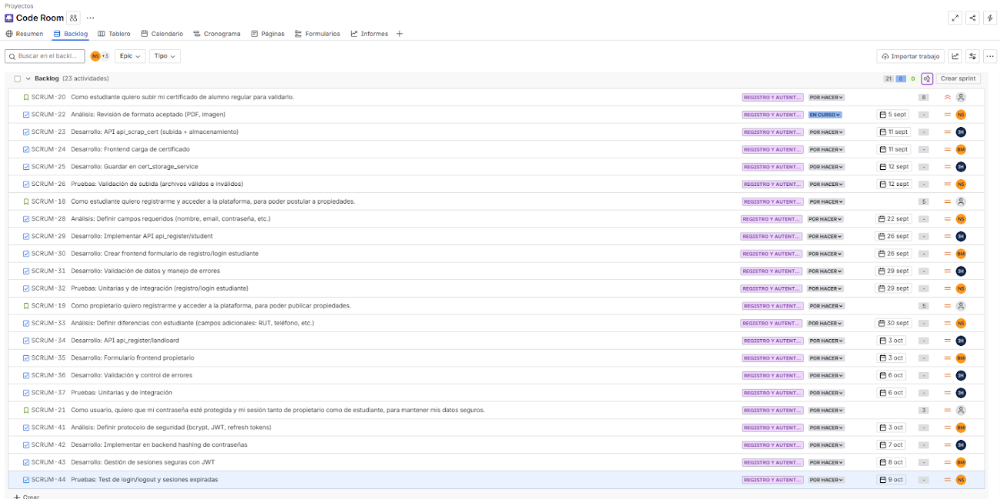 Proyectos
Code Room
Resumen Backlog Tablero Calendario Cronograma Páginas Formularios Informes
Buscar en el backl... NS +3 Epic Tipo Importar trabajo
Backlog (23 actividades) 21 0 0 Crear sprint
SCRUM-20 Como estudiante quiero subir mi certificado de alumno regular para validarlo. REGISTRO Y AUTENT... POR HACER 8
SCRUM-22 Análisis: Revisión de formato aceptado (PDF, imagen) REGISTRO Y AUTENT... EN CURSO 5 sept - NS
SCRUM-23 Desarrollo: API api_scrap_cert (subida + almacenamiento) REGISTRO Y AUTENT... POR HACER 11 sept - IH
SCRUM-24 Desarrollo: Frontend carga de certificado REGISTRO Y AUTENT... POR HACER 11 sept - BM
SCRUM-25 Desarrollo: Guardar en cert_storage_service REGISTRO Y AUTENT... POR HACER 12 sept - IH
SCRUM-26 Pruebas: Validación de subida (archivos válidos e inválidos) REGISTRO Y AUTENT... POR HACER 12 sept - NS
SCRUM-18 Como estudiante quiero registrarme y acceder a la plataforma, para poder postular a propiedades. REGISTRO Y AUTENT... POR HACER 5
SCRUM-28 Análisis: Definir campos requeridos (nombre, email, contraseña, etc.) REGISTRO Y AUTENT... POR HACER 22 sept - NS
SCRUM-29 Desarrollo: Implementar API api_register/student REGISTRO Y AUTENT... POR HACER 26 sept - IH
SCRUM-30 Desarrollo: Crear frontend formulario de registro/login estudiante REGISTRO Y AUTENT... POR HACER 26 sept - BM
SCRUM-31 Desarrollo: Validación de datos y manejo de errores REGISTRO Y AUTENT... POR HACER 29 sept - IH
SCRUM-32 Pruebas: Unitarias y de integración (registro/login estudiante) REGISTRO Y AUTENT... POR HACER 29 sept - NS
SCRUM-19 Como propietario quiero registrarme y acceder a la plataforma, para poder publicar propiedades. REGISTRO Y AUTENT... POR HACER 5
SCRUM-33 Análisis: Definir diferencias con estudiante (campos adicionales: RUT, teléfono, etc.) REGISTRO Y AUTENT... POR HACER 30 sept - NS
SCRUM-34 Desarrollo: API api_register/landloard REGISTRO Y AUTENT... POR HACER 3 oct - IH
SCRUM-35 Desarrollo: Formulario frontend propietario REGISTRO Y AUTENT... POR HACER 3 oct - BM
SCRUM-36 Desarrollo: Validación y control de errores REGISTRO Y AUTENT... POR HACER 6 oct - IH
SCRUM-37 Pruebas: Unitarias y de integración REGISTRO Y AUTENT... POR HACER 6 oct - IH
SCRUM-21 Como usuario, quiero que mi contraseña esté protegida y mi sesión tanto de propietario como de estudiante, para mantener mis datos seguros. REGISTRO Y AUTENT... POR HACER 3
SCRUM-41 Análisis: Definir protocolo de seguridad (bcrypt, JWT, refresh tokens) REGISTRO Y AUTENT... POR HACER 3 oct - BM
SCRUM-42 Desarrollo: Implementar en backend hashing de contraseñas REGISTRO Y AUTENT... POR HACER 7 oct - IH
SCRUM-43 Desarrollo: Gestión de sesiones seguras con JWT REGISTRO Y AUTENT... POR HACER 8 oct - BM
SCRUM-44 Pruebas: Test de login/logout y sesiones expiradas REGISTRO Y AUTENT... POR HACER 9 oct - NS
Crear